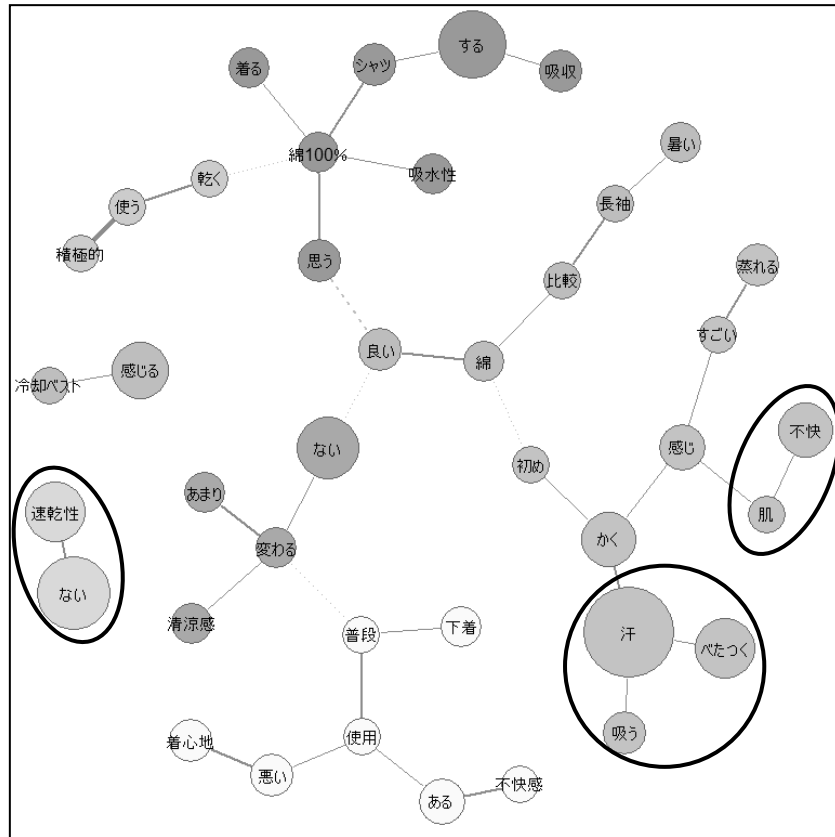 する
着る
シャツ
吸収
綿100%
暑い
吸水性
乾く
使う
長袖
積極的
思う
比較
蒸れる
すごい
良い
綿
冷却ベスト
感じる
不快
ない
感じ
初め
あまり
速乾性
肌
かく
変わる
ない
清涼感
普段
下着
汗
べたつく
吸う
着心地
使用
悪い
ある
不快感